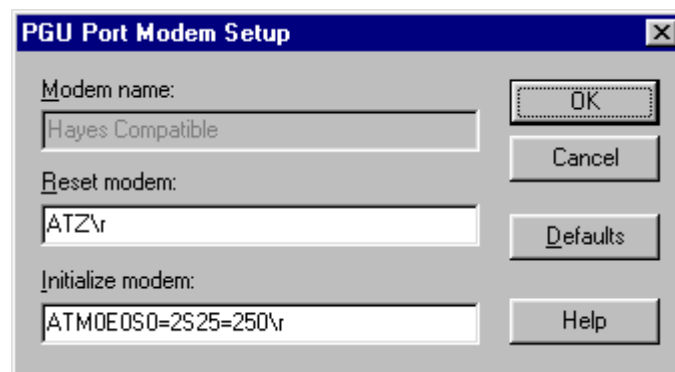 PGU Port Modem Setup
Modem name:
Hayes Compatible
Reset modem:
ATZ\r
Initialize modem:
ATM0E0S0=2S25=250\r
OK
Cancel
Defaults
Help